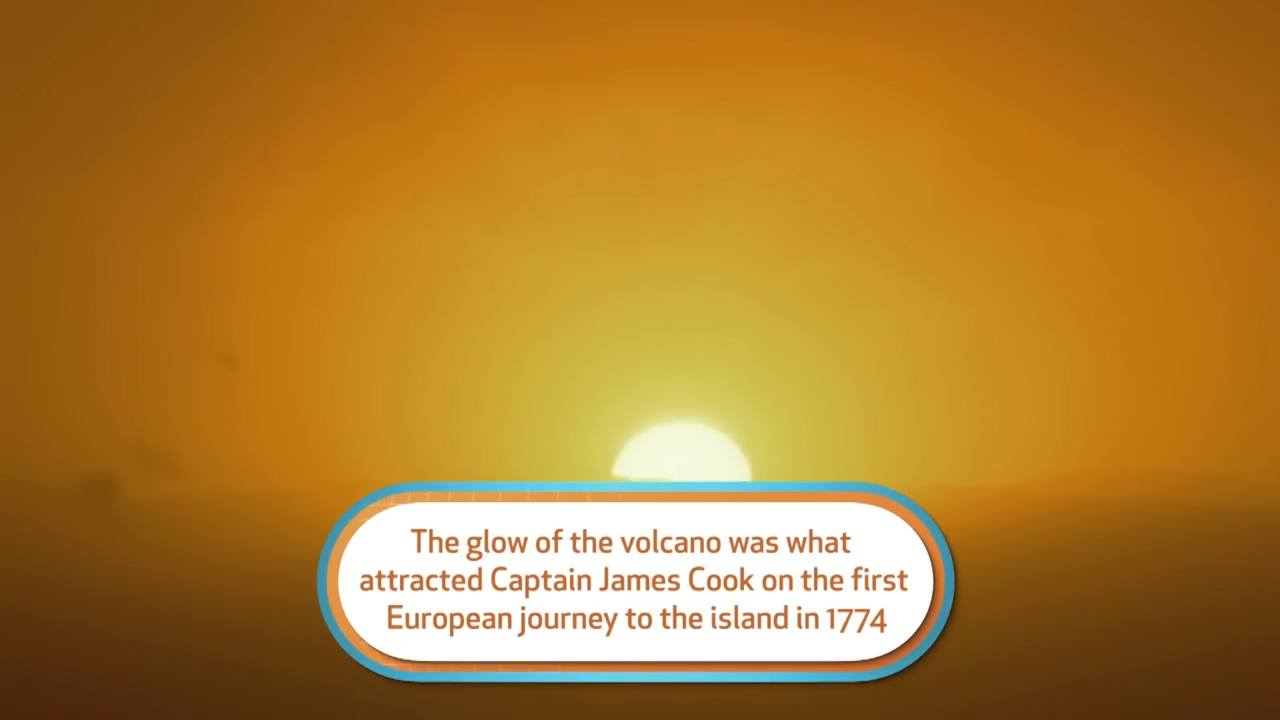 The glow of the volcano was what
attracted Captain James Cook on the first
European journey to the island in 1774